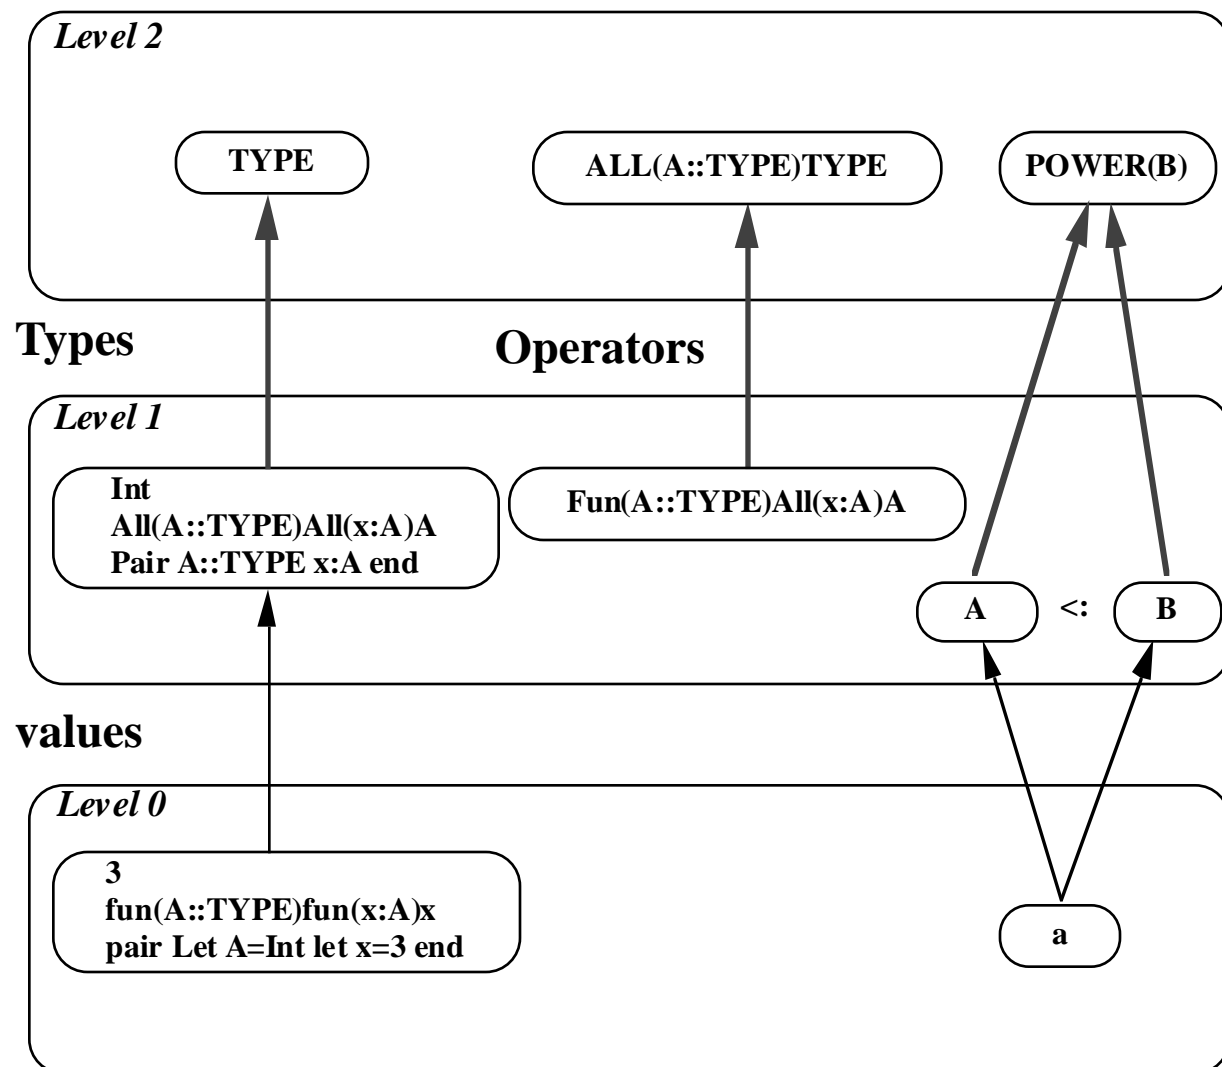 Level 2
TYPE
ALL(A::TYPE)TYPE
POWER(B)
Types
Operators
Level 1
Int
All(A::TYPE)All(x:A)A
Pair A::TYPE x:A end
Fun(A::TYPE)All(x:A)A
A <: B
values
Level 0
3
fun(A::TYPE)fun(x:A)x
pair Let A=Int let x=3 end
a